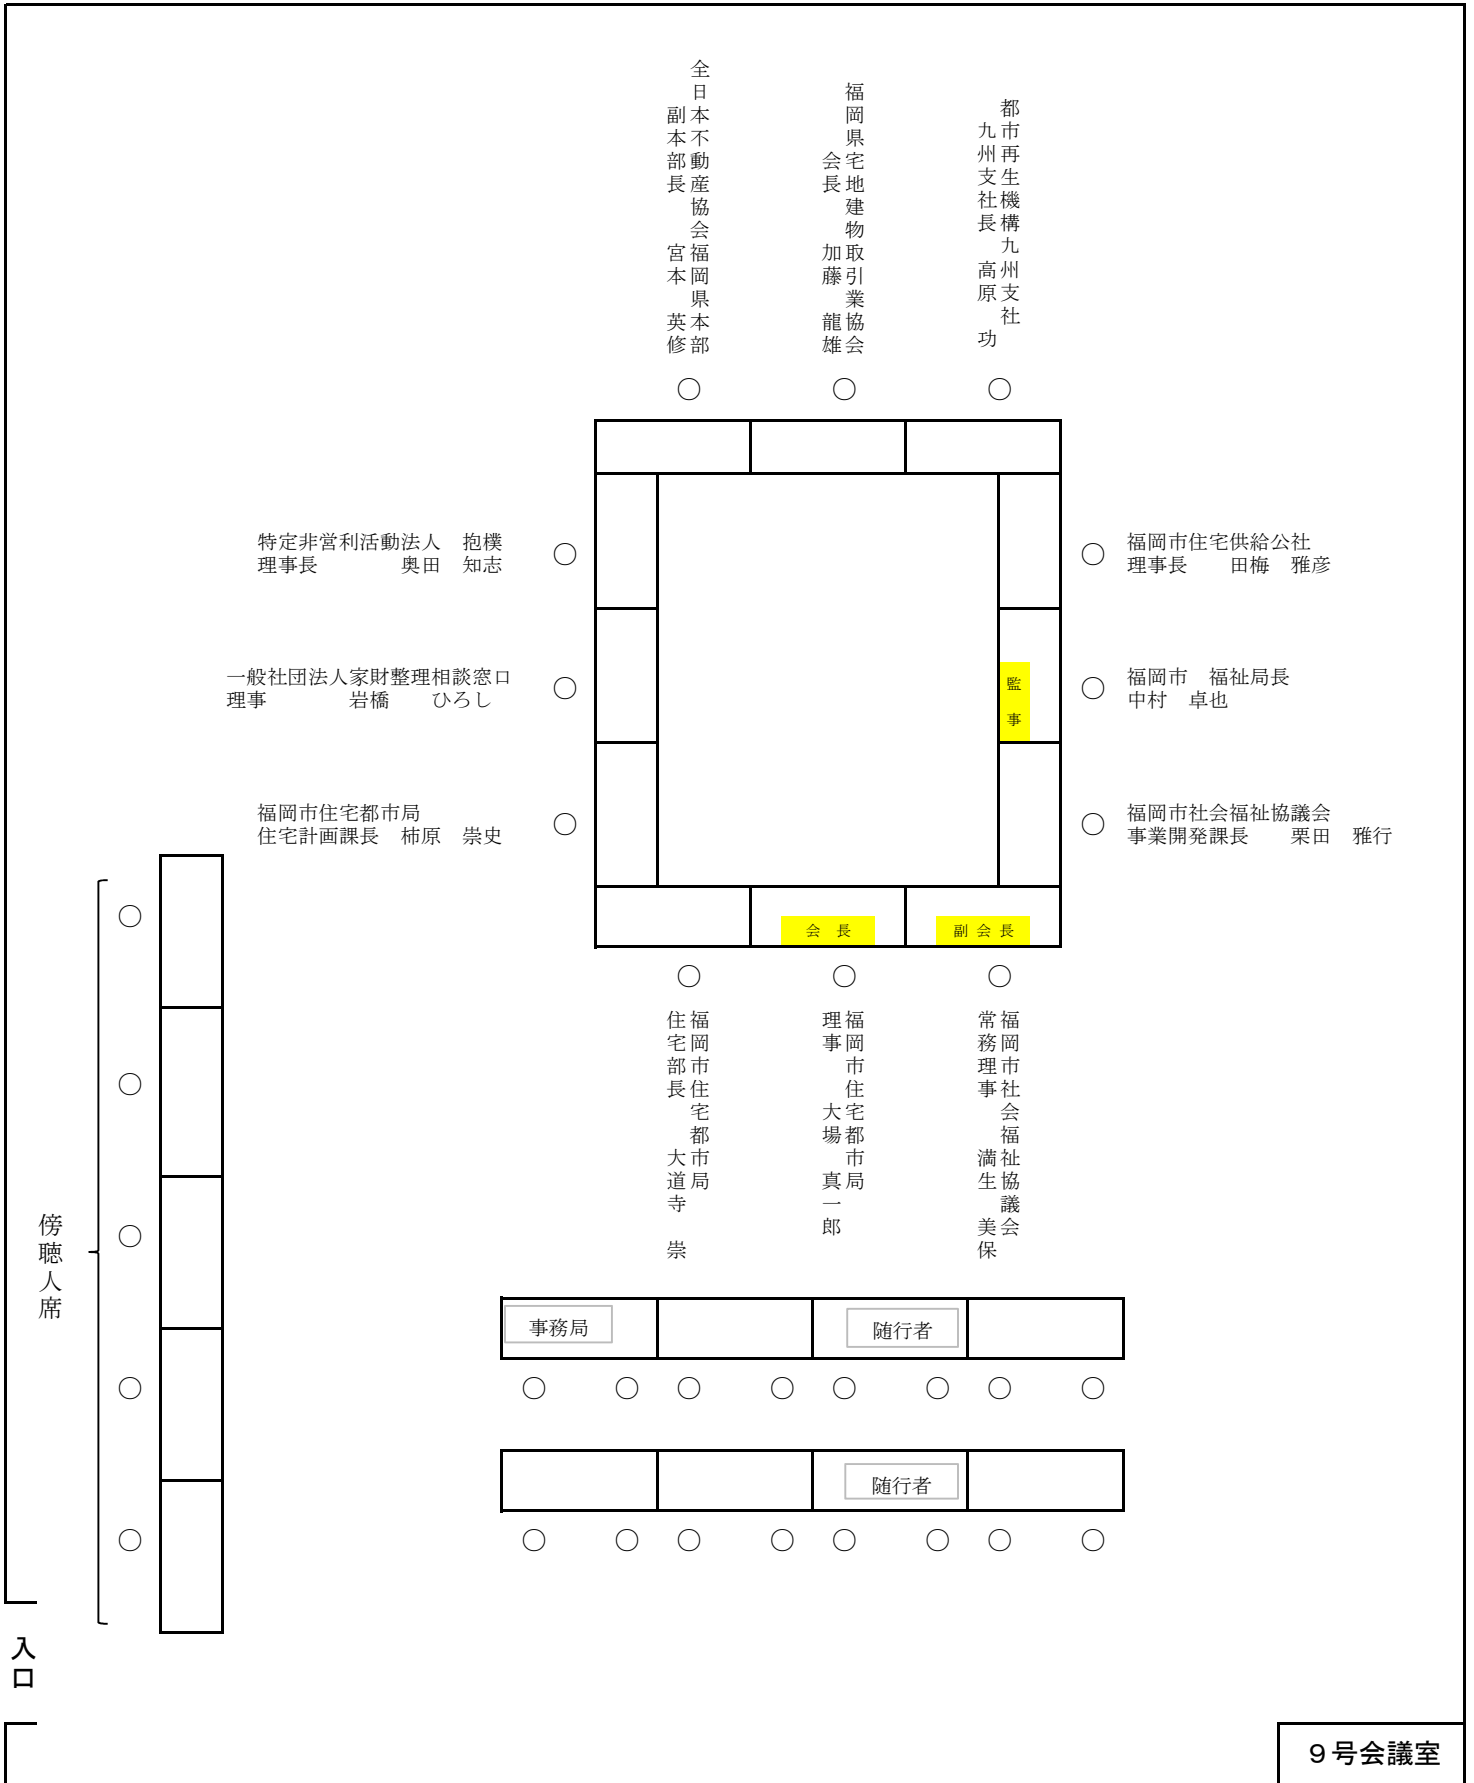 都市再生機構九州支社
九州支社長　高原　功
福岡県宅地建物取引業協会
会長　加藤　龍雄
全日本不動産協会福岡県本部
副本部長　宮本　英修
特定非営利活動法人　抱樸
理事長　奥田　知志
福岡市住宅供給公社
理事長　田梅　雅彦
一般社団法人家財整理相談窓口
理事　岩橋　ひろし
監事
福岡市　福祉局長
中村　卓也
福岡市住宅都市局
住宅計画課長　柿原　崇史
福岡市社会福祉協議会
事業開発課長　栗田　雅行
会長
副会長
福岡市社会福祉協議会
常務理事　満生　美保
福岡市住宅都市局
理事　大場　真一郎
福岡市住宅都市局
住宅部長　大道寺　崇
傍聴人席
事務局
随行者
随行者
入口
９号会議室